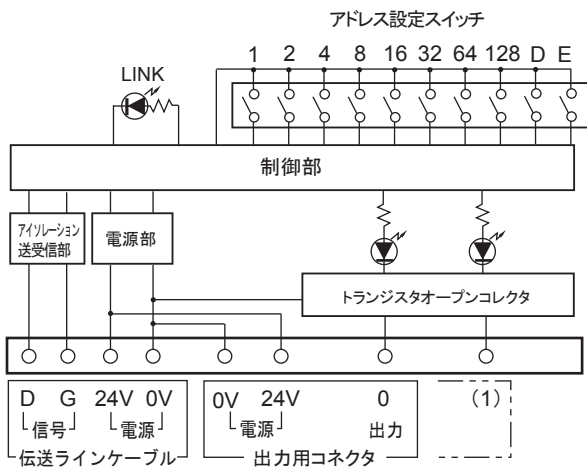 アドレス設定スイッチ
1 2 4 8 16 32 64 128 D E
LINK
制御部
アイソレーション
送受信部
電源部
トランジスタオープンコレクタ
D G 24V 0V 0V 24V 0 (1)
信号 電源 電源 出力
伝送ラインケーブル 出力用コネクタ